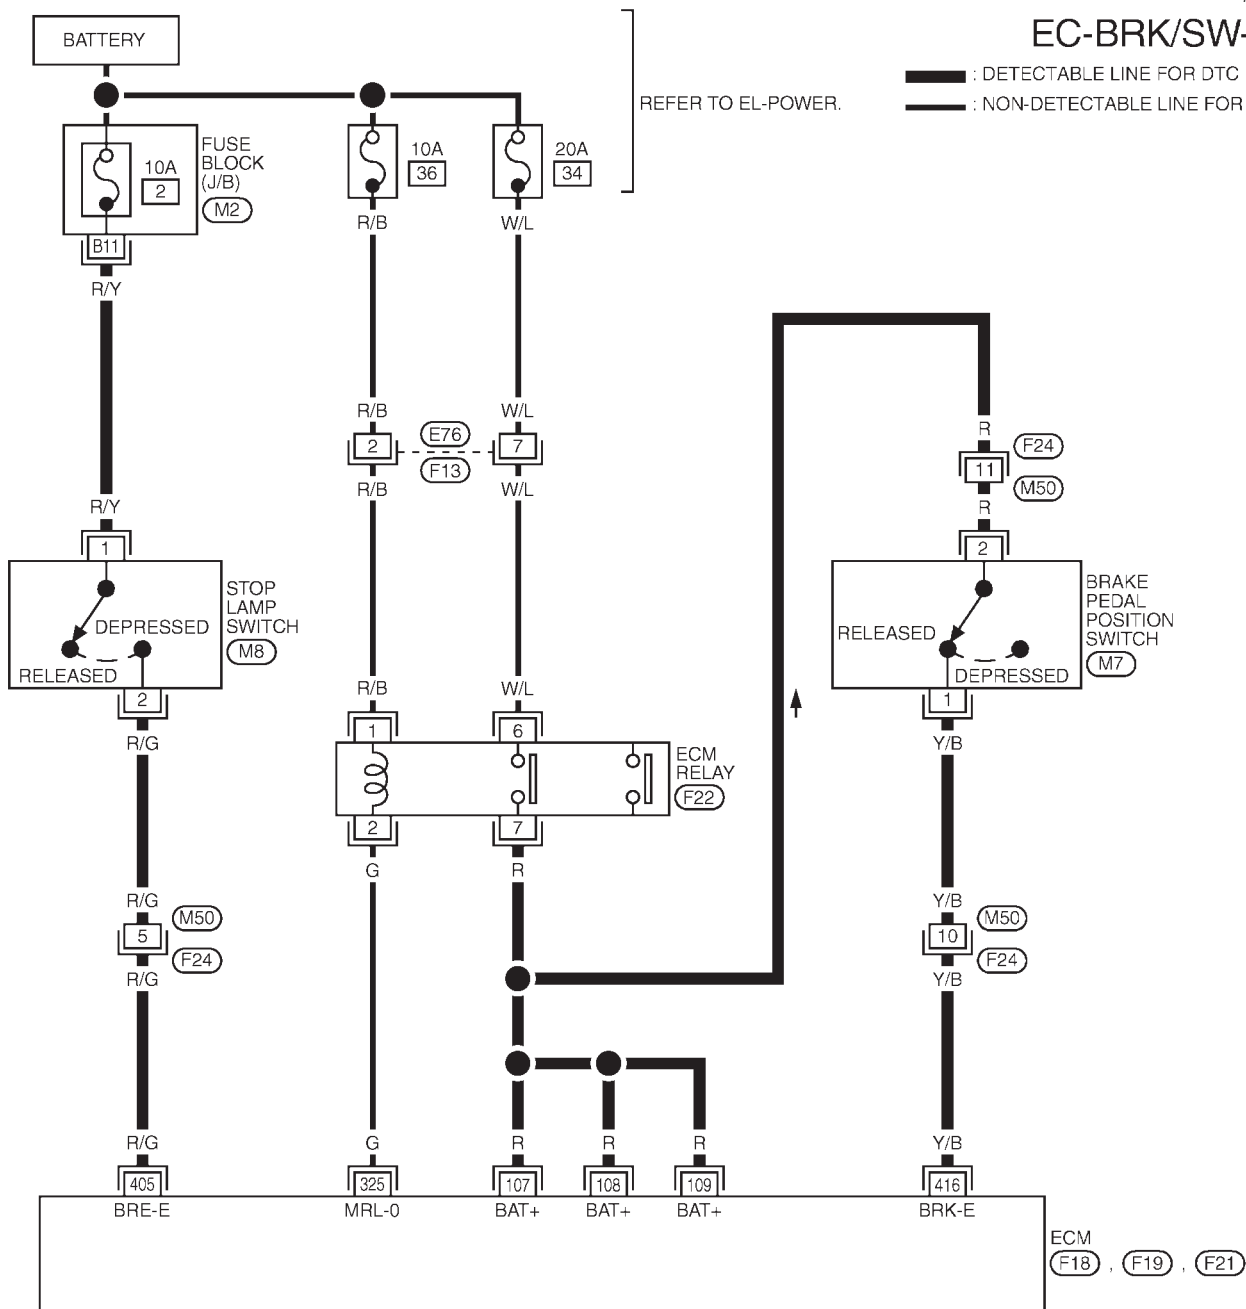 EC-BRK/SW-
BATTERY
: DETECTABLE LINE FOR DTC
: NON-DETECTABLE LINE FOR
REFER TO EL-POWER.
FUSE
BLOCK
(J/B)
M2
10A
2
10A
36
20A
34
B11
R/Y
R/B
W/L
R/B
W/L
2
E76
7
F13
R/B
W/L
R
F24
11
M50
R
R/Y
1
2
STOP
LAMP
SWITCH
M8
DEPRESSED
RELEASED
BRAKE
PEDAL
POSITION
SWITCH
M7
RELEASED
DEPRESSED
2
R/B
W/L
1
R/G
1
6
Y/B
ECM
RELAY
F22
2
7
G
R
R/G
M50
5
F24
R/G
Y/B
M50
10
F24
Y/B
R/G
G
R
R
R
Y/B
405
325
107
108
109
416
BRE-E
MRL-0
BAT+
BAT+
BAT+
BRK-E
ECM
F18 , F19 , F21